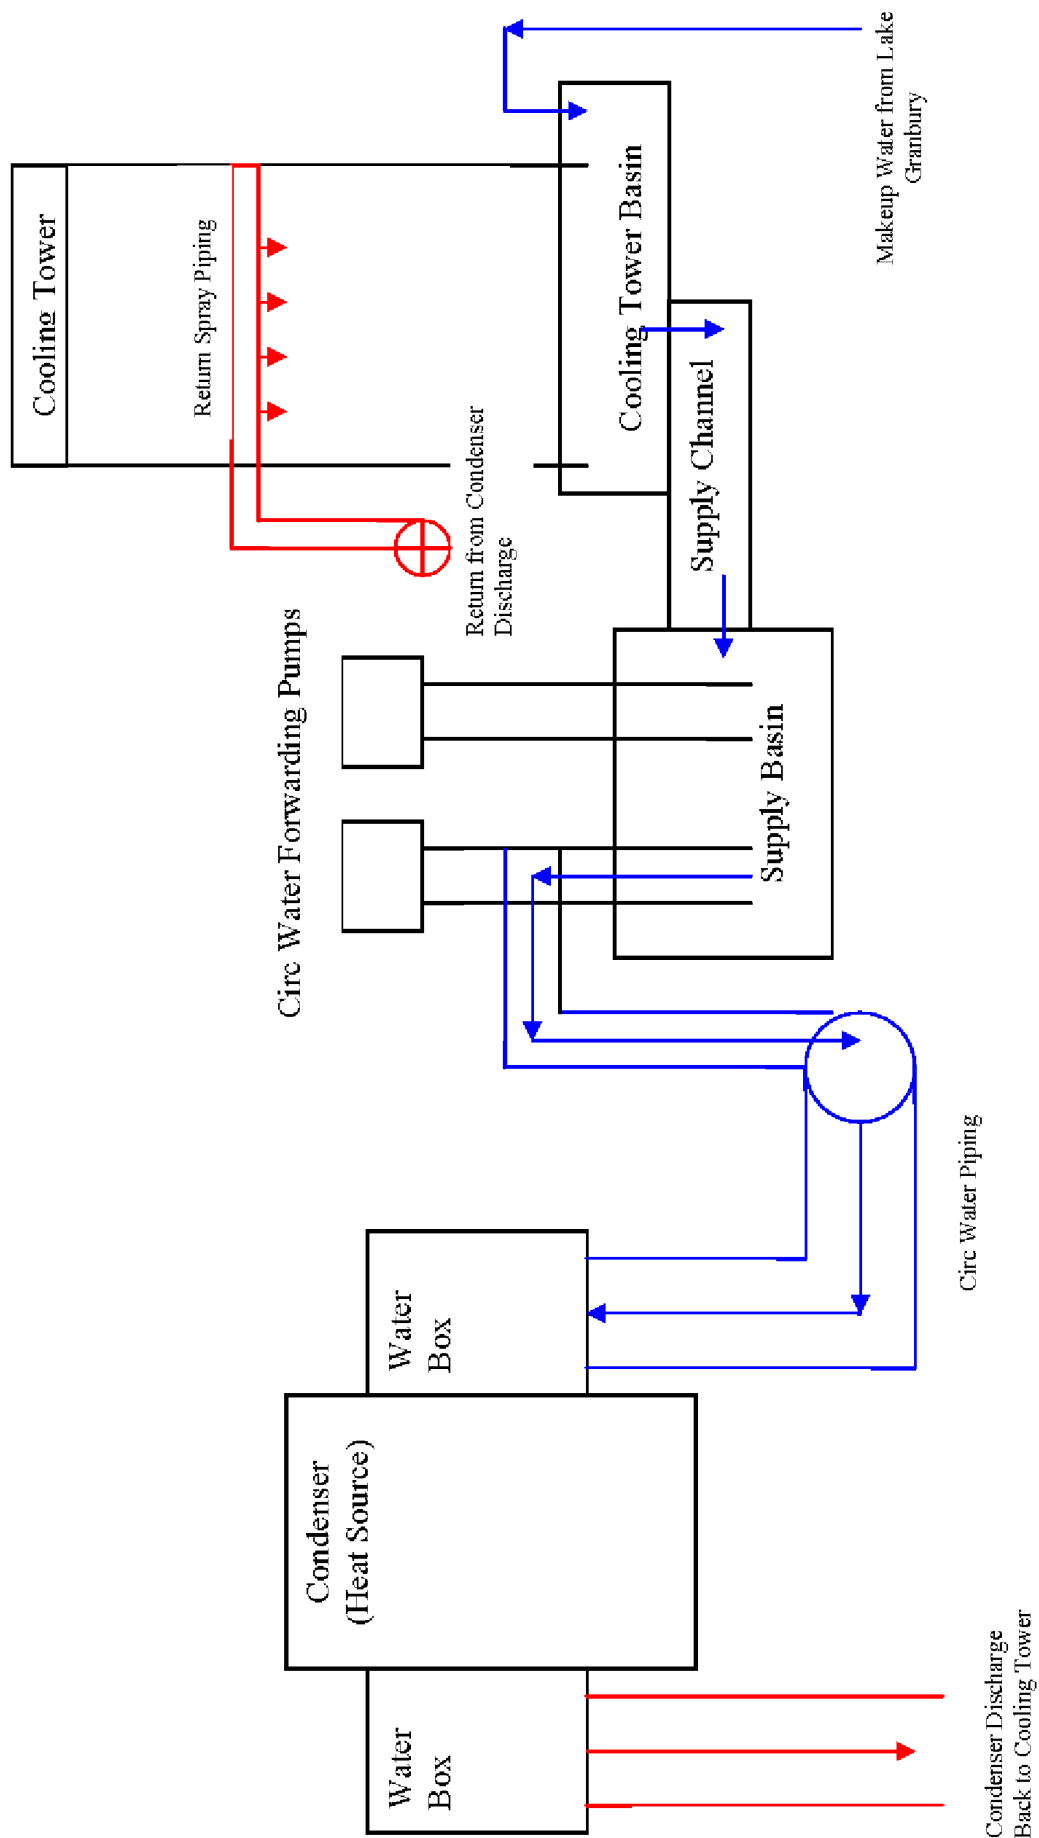 Cooling Tower
Return Spray Piping
Circ Water Forwarding Pumps
Return from Condenser
Discharge
Cooling Tower Basin
Supply Channel
Makeup Water from Lake
Granbury
Supply Basin
Condenser
(Heat Source)
Water
Box
Water
Box
Circ Water Piping
Condenser Discharge
Back to Cooling Tower